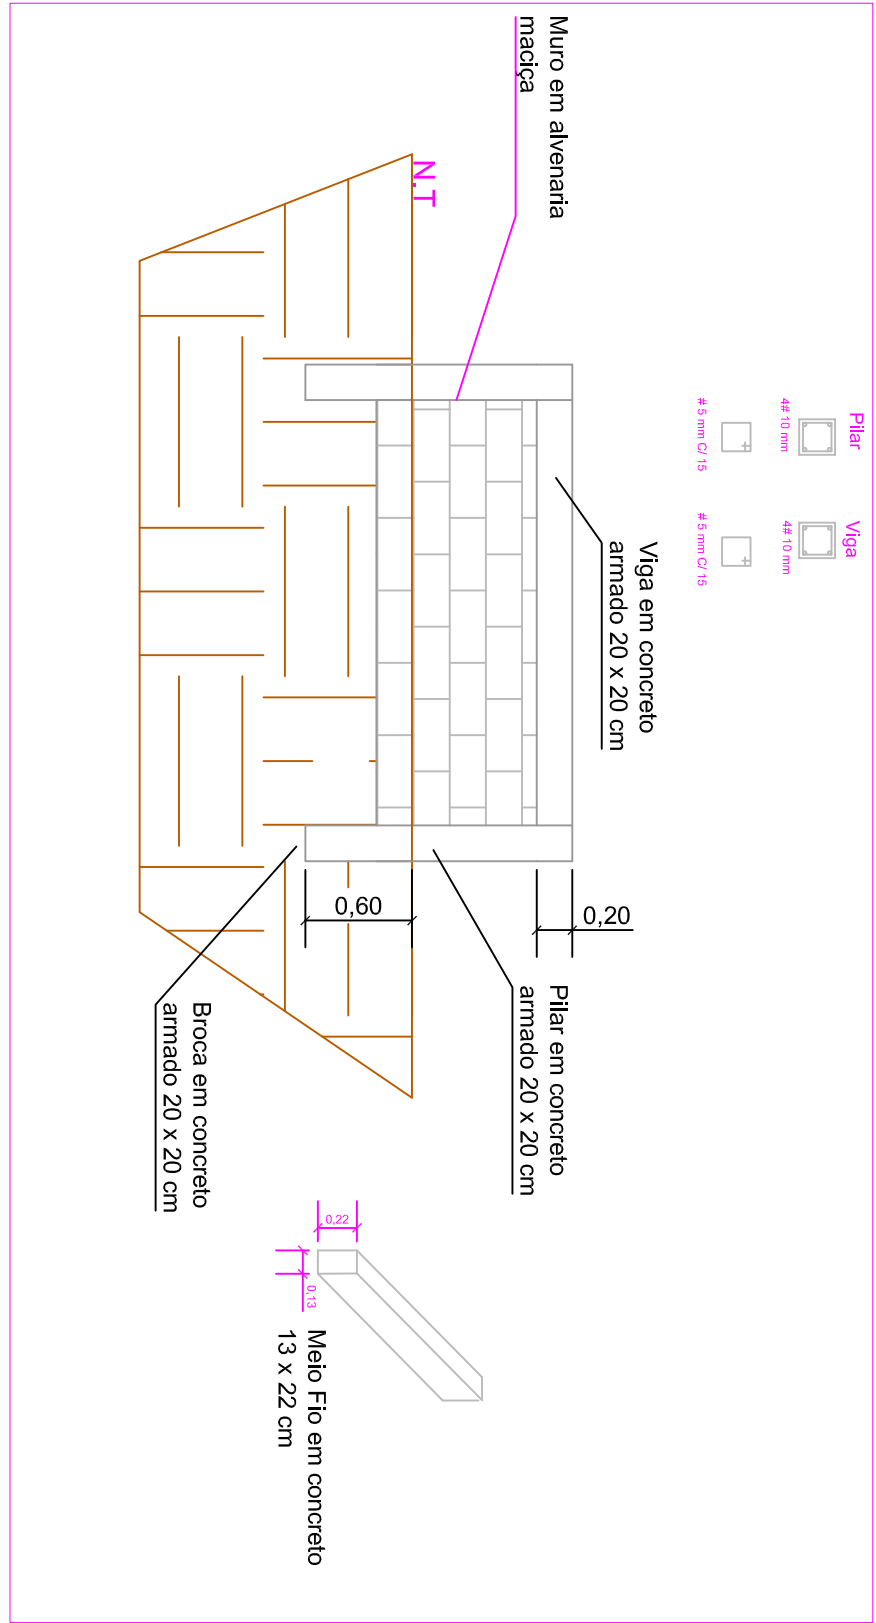 Pilar
4# 10 mm
# 5 mm C/ 15
Viga
4# 10 mm
# 5 mm C/ 15
Muro em alvenaria
maciça
Viga em concreto
armado 20 x 20 cm
N.T
0,20
0,60
Pilar em concreto
armado 20 x 20 cm
Broca em concreto
armado 20 x 20 cm
0,22
0,13
Meio Fio em concreto
13 x 22 cm